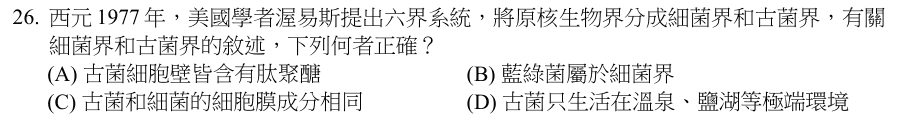 26. 西元 1977 年，美國學者渥易斯提出六界系統，將原核生物界分成細菌界和古菌界，有關
細菌界和古菌界的敘述，下列何者正確？
(A) 古菌細胞壁皆含有肽聚醣 (B) 藍綠菌屬於細菌界
(C) 古菌和細菌的細胞膜成分相同 (D) 古菌只生活在溫泉、鹽湖等極端環境